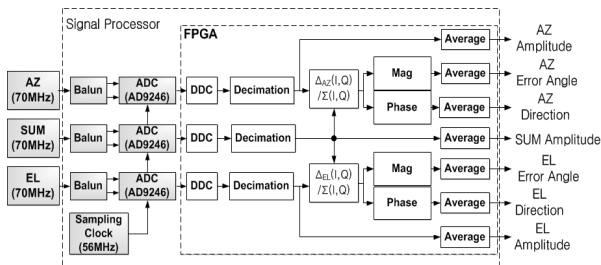 Signal Processor
FPGA
AZ
(70MHz)
Balun
ADC
(AD9246)
DDC
Decimation
Δ_AZ(I,Q)
/Σ(I,Q)
Mag
Phase
Average
AZ
Amplitude
Average
AZ
Error Angle
Average
AZ
Direction
SUM
(70MHz)
Balun
ADC
(AD9246)
DDC
Decimation
Average
SUM Amplitude
EL
(70MHz)
Balun
ADC
(AD9246)
DDC
Decimation
Δ_EL(I,Q)
/Σ(I,Q)
Mag
Phase
Average
EL
Error Angle
Average
EL
Direction
Average
EL
Amplitude
Sampling
Clock
(56MHz)